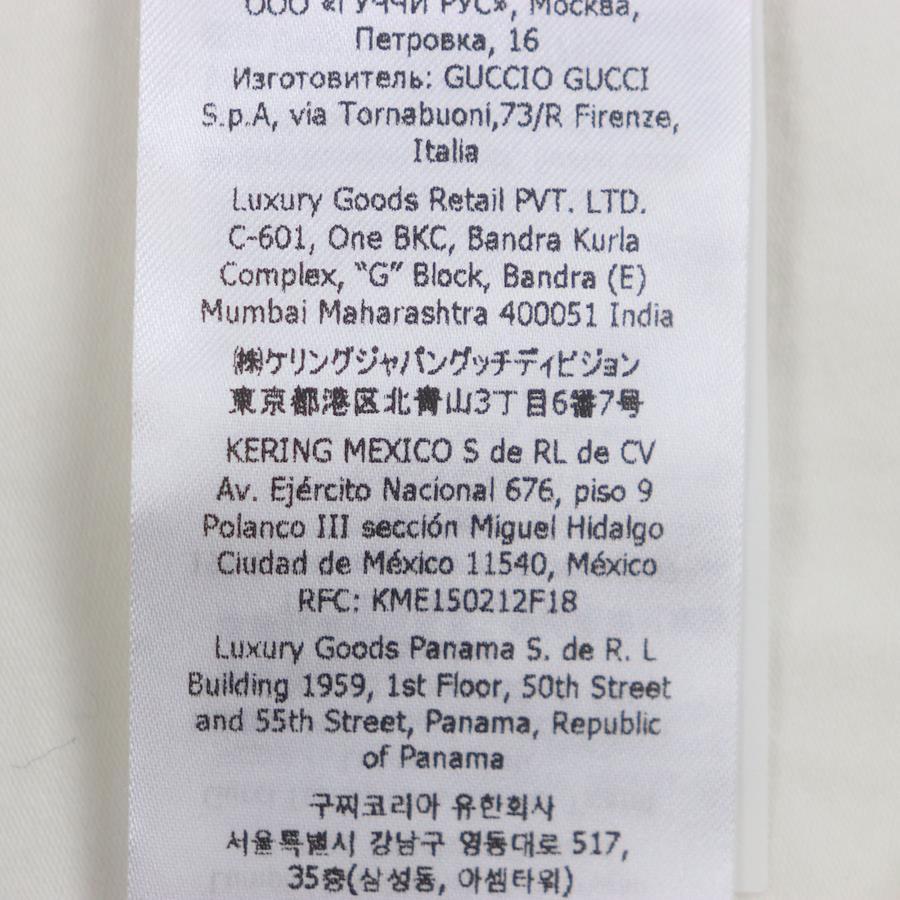 ООО «ГУЧЧИ РУС», Москва,
Петровка, 16
Изготовитель: GUCCIO GUCCI
S.p.A, via Tornabuoni,73/R Firenze,
Italia
Luxury Goods Retail PVT. LTD.
C-601, One BKC, Bandra Kurla
Complex, “G” Block, Bandra (E)
Mumbai Maharashtra 400051 India
㈱ケリングジャパングッチディビジョン
東京都港区北青山3丁目6番7号
KERING MEXICO S de RL de CV
Av. Ejército Nacional 676, piso 9
Polanco III sección Miguel Hidalgo
Ciudad de México 11540, México
RFC: KME150212F18
Luxury Goods Panama S. de R. L
Building 1959, 1st Floor, 50th Street
and 55th Street, Panama, Republic
of Panama
구찌코리아 유한회사
서울특별시 강남구 영동대로 517,
35층(삼성동, 아셈타워)